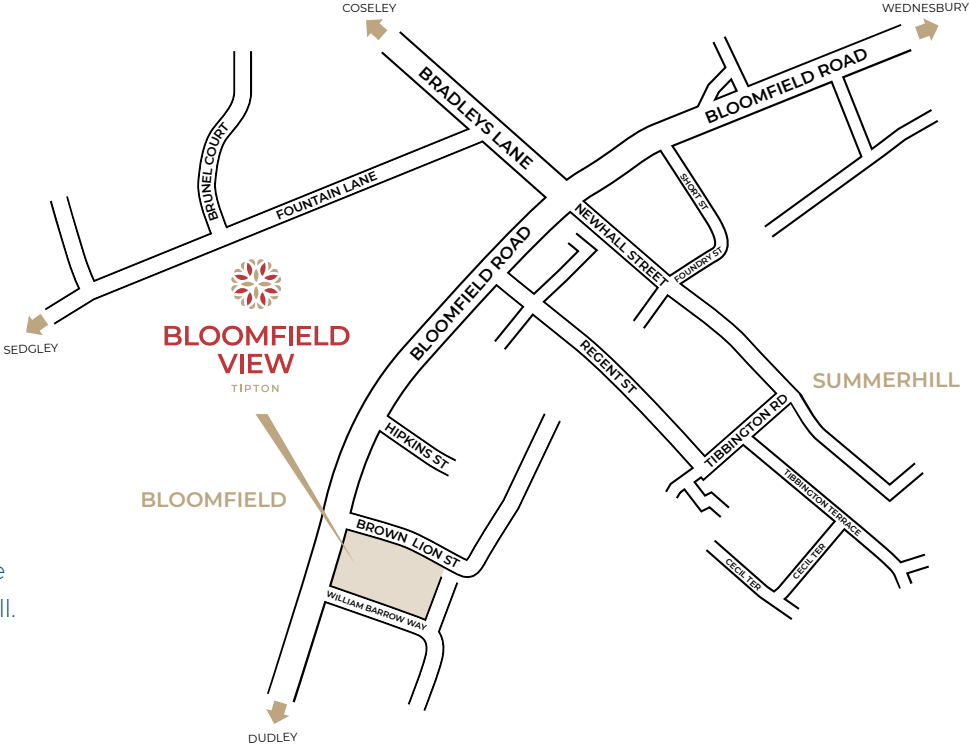 COSELEY
WEDNESBURY
BRADLEYS LANE
BLOOMFIELD ROAD
BRUNEL COURT
FOUNTAIN LANE
SHORT ST
NEWHALL STREET
FOUNDRY ST
BLOOMFIELD ROAD
SEDGLEY
BLOOMFIELD
VIEW
TIPTON
REGENT ST
SUMMERHILL
TIBBINGTON RD
HIPKINS ST
BLOOMFIELD
TIBBINGTON TERRACE
BROWN LION ST
CECIL TER
CECIL TER
e
ll.
WILLIAM BARROW WAY
DUDLEY